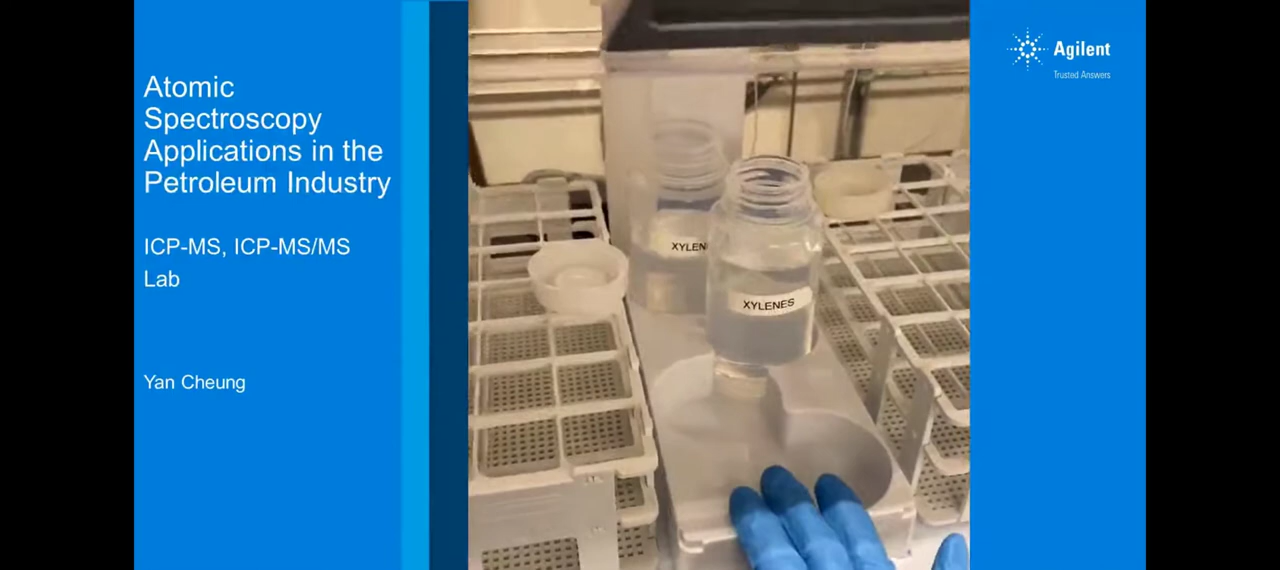 Atomic
Spectroscopy
Applications in the
Petroleum Industry
ICP-MS, ICP-MS/MS
Lab
Yan Cheung
XYLEN
XYLENES
Agilent
Trusted Answers